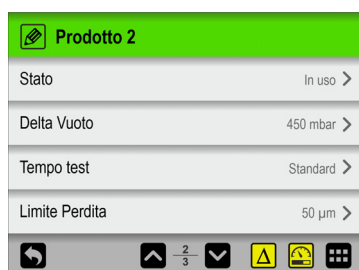 Prodotto 2
Stato In uso
Delta Vuoto 450 mbar
Tempo test Standard
Limite Perdita 50 µm
2
3
Δ